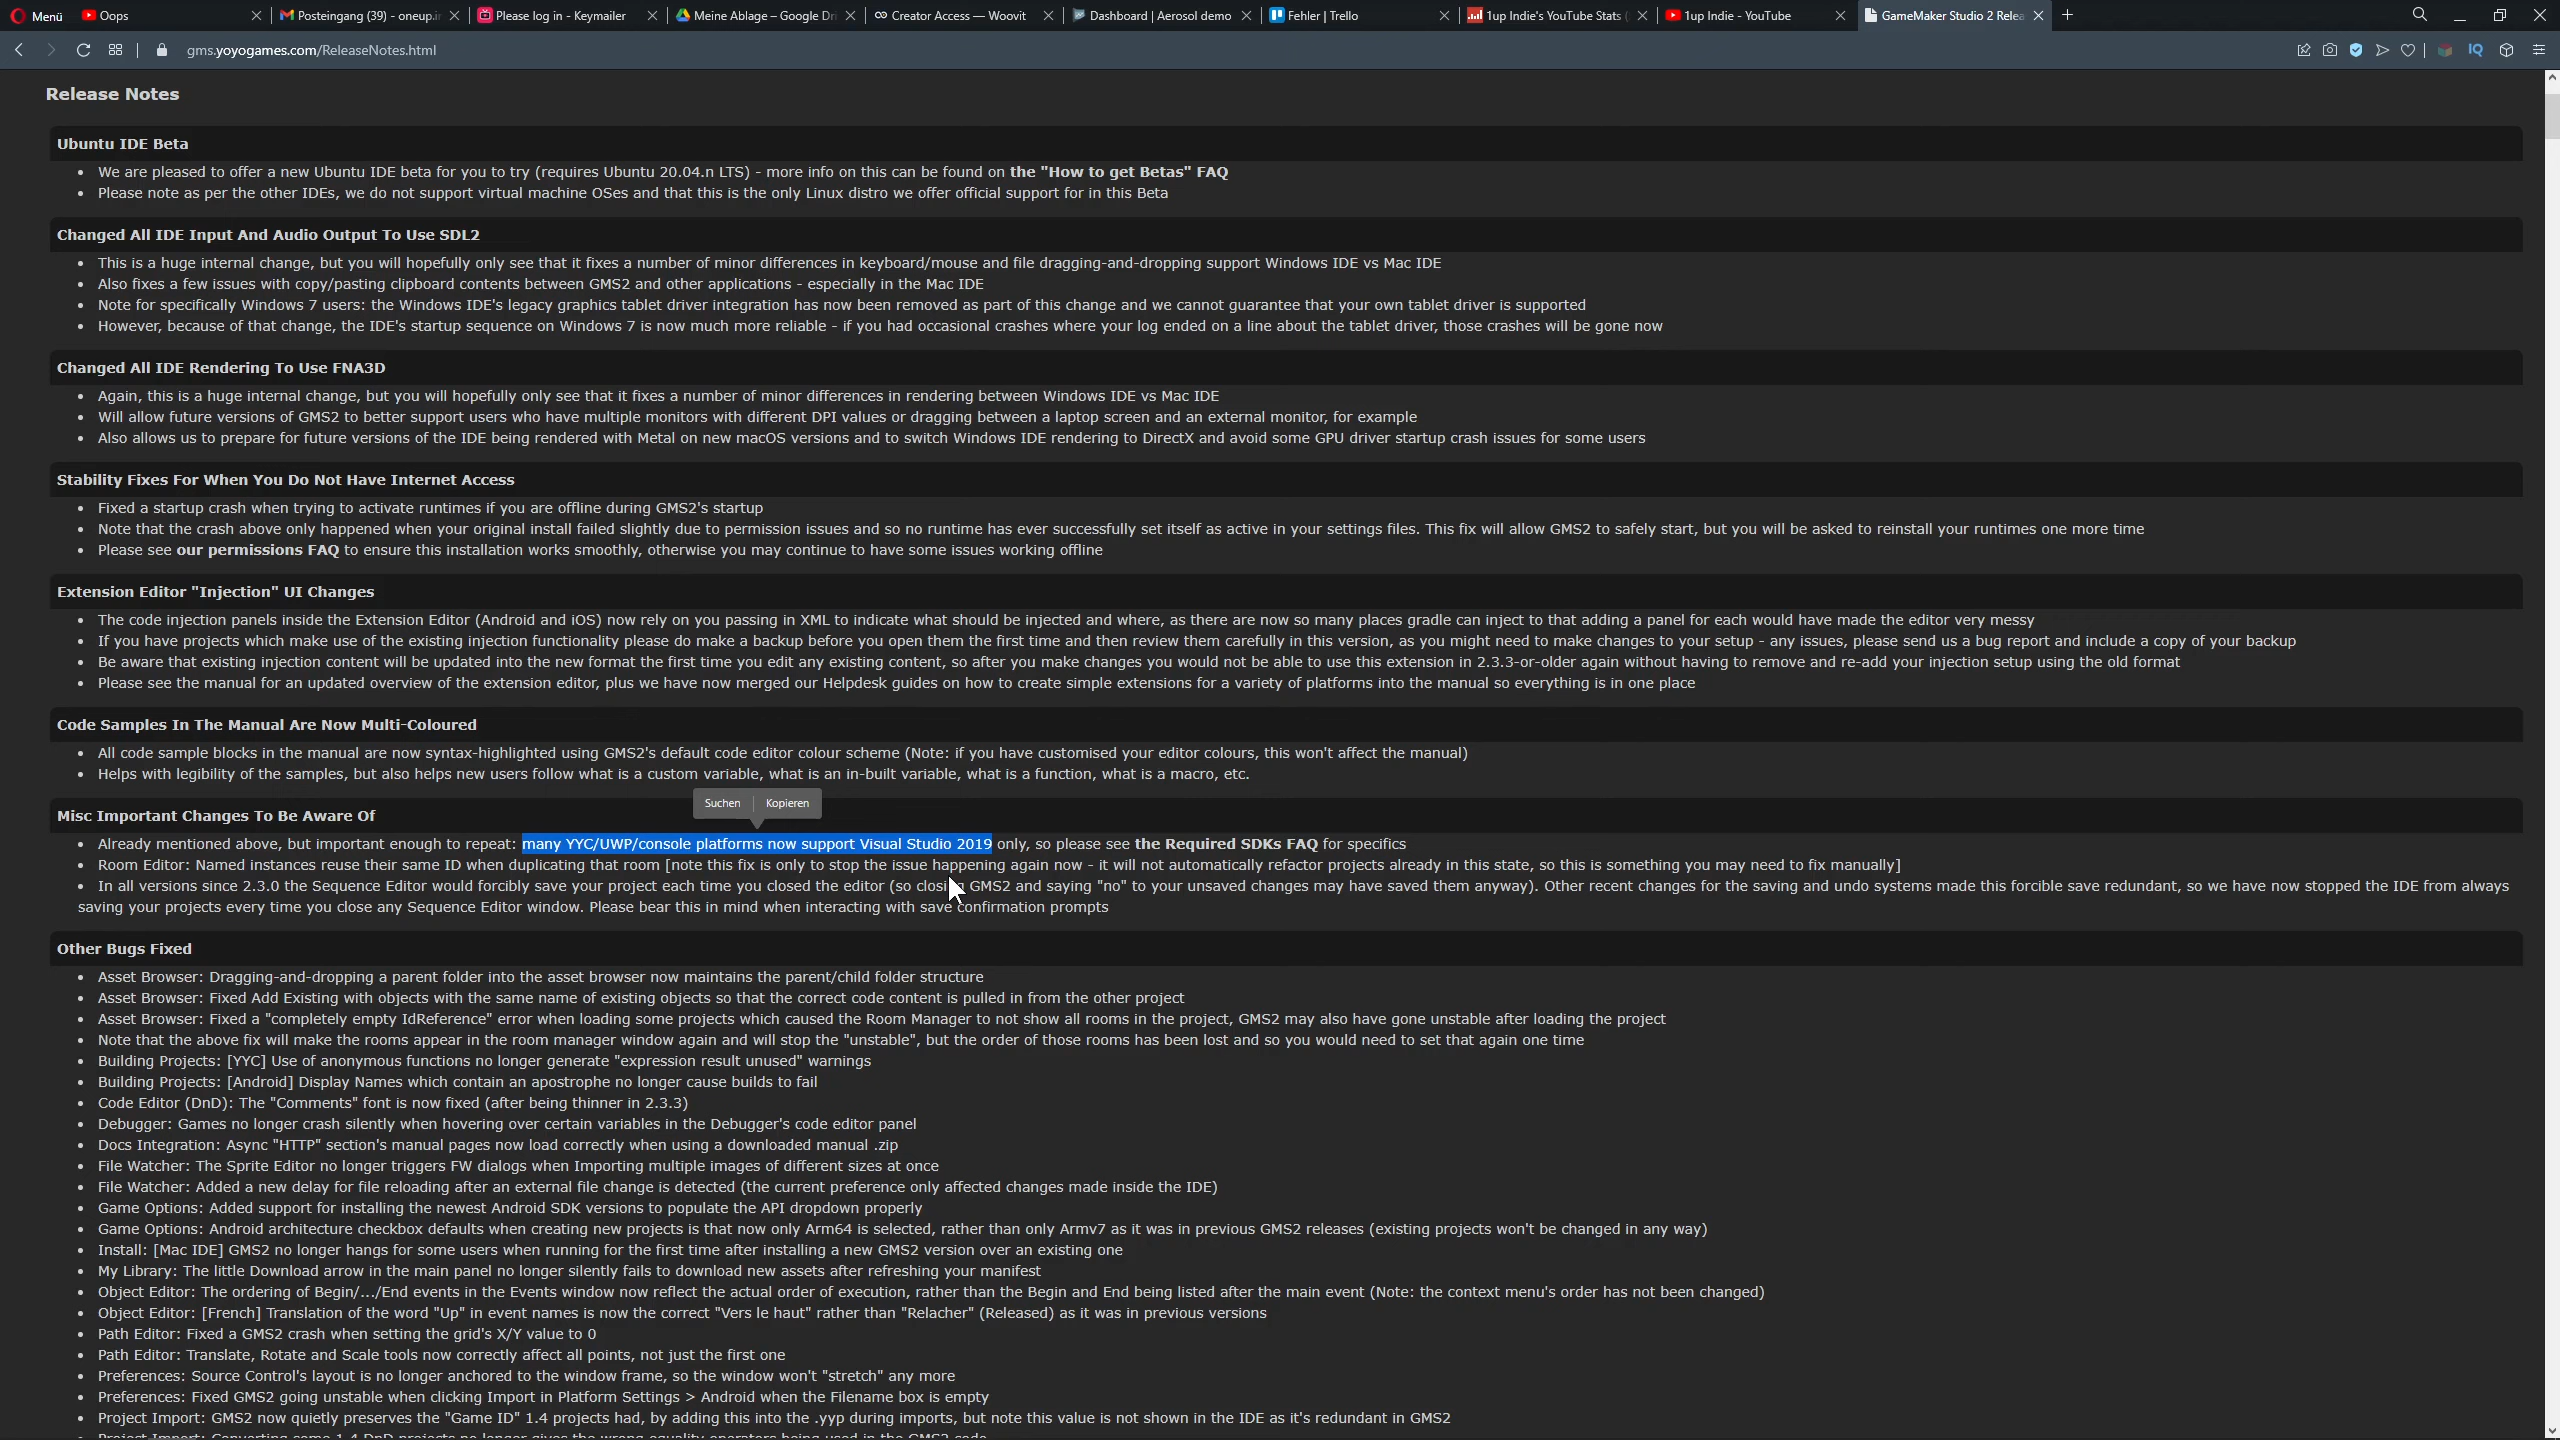 Menü
Oops
Posteingang (39) - oneup.i
Please log in - Keymailer
Meine Ablage – Google Dri
Creator Access — Woovit
Dashboard | Aerosol demo
Fehler | Trello
1up Indie's YouTube Stats (
1up Indie - YouTube
GameMaker Studio 2 Relea
gms.yoyogames.com/ReleaseNotes.html
IQ
Release Notes
Ubuntu IDE Beta
• We are pleased to offer a new Ubuntu IDE beta for you to try (requires Ubuntu 20.04.n LTS) - more info on this can be found on the "How to get Betas" FAQ
• Please note as per the other IDEs, we do not support virtual machine OSes and that this is the only Linux distro we offer official support for in this Beta
Changed All IDE Input And Audio Output To Use SDL2
• This is a huge internal change, but you will hopefully only see that it fixes a number of minor differences in keyboard/mouse and file dragging-and-dropping support Windows IDE vs Mac IDE
• Also fixes a few issues with copy/pasting clipboard contents between GMS2 and other applications - especially in the Mac IDE
• Note for specifically Windows 7 users: the Windows IDE's legacy graphics tablet driver integration has now been removed as part of this change and we cannot guarantee that your own tablet driver is supported
• However, because of that change, the IDE's startup sequence on Windows 7 is now much more reliable - if you had occasional crashes where your log ended on a line about the tablet driver, those crashes will be gone now
Changed All IDE Rendering To Use FNA3D
• Again, this is a huge internal change, but you will hopefully only see that it fixes a number of minor differences in rendering between Windows IDE vs Mac IDE
• Will allow future versions of GMS2 to better support users who have multiple monitors with different DPI values or dragging between a laptop screen and an external monitor, for example
• Also allows us to prepare for future versions of the IDE being rendered with Metal on new macOS versions and to switch Windows IDE rendering to DirectX and avoid some GPU driver startup crash issues for some users
Stability Fixes For When You Do Not Have Internet Access
• Fixed a startup crash when trying to activate runtimes if you are offline during GMS2's startup
• Note that the crash above only happened when your original install failed slightly due to permission issues and so no runtime has ever successfully set itself as active in your settings files. This fix will allow GMS2 to safely start, but you will be asked to reinstall your runtimes one more time
• Please see our permissions FAQ to ensure this installation works smoothly, otherwise you may continue to have some issues working offline
Extension Editor "Injection" UI Changes
• The code injection panels inside the Extension Editor (Android and iOS) now rely on you passing in XML to indicate what should be injected and where, as there are now so many places gradle can inject to that adding a panel for each would have made the editor very messy
• If you have projects which make use of the existing injection functionality please do make a backup before you open them the first time and then review them carefully in this version, as you might need to make changes to your setup - any issues, please send us a bug report and include a copy of your backup
• Be aware that existing injection content will be updated into the new format the first time you edit any existing content, so after you make changes you would not be able to use this extension in 2.3.3-or-older again without having to remove and re-add your injection setup using the old format
• Please see the manual for an updated overview of the extension editor, plus we have now merged our Helpdesk guides on how to create simple extensions for a variety of platforms into the manual so everything is in one place
Code Samples In The Manual Are Now Multi-Coloured
• All code sample blocks in the manual are now syntax-highlighted using GMS2's default code editor colour scheme (Note: if you have customised your editor colours, this won't affect the manual)
• Helps with legibility of the samples, but also helps new users follow what is a custom variable, what is an in-built variable, what is a function, what is a macro, etc.
Suchen Kopieren
Misc Important Changes To Be Aware Of
• Already mentioned above, but important enough to repeat: many YYC/UWP/console platforms now support Visual Studio 2019 only, so please see the Required SDKs FAQ for specifics
• Room Editor: Named instances reuse their same ID when duplicating that room [note this fix is only to stop the issue happening again now - it will not automatically refactor projects already in this state, so this is something you may need to fix manually]
• In all versions since 2.3.0 the Sequence Editor would forcibly save your project each time you closed the editor (so closi GMS2 and saying "no" to your unsaved changes may have saved them anyway). Other recent changes for the saving and undo systems made this forcible save redundant, so we have now stopped the IDE from always
saving your projects every time you close any Sequence Editor window. Please bear this in mind when interacting with save confirmation prompts
Other Bugs Fixed
• Asset Browser: Dragging-and-dropping a parent folder into the asset browser now maintains the parent/child folder structure
• Asset Browser: Fixed Add Existing with objects with the same name of existing objects so that the correct code content is pulled in from the other project
• Asset Browser: Fixed a "completely empty IdReference" error when loading some projects which caused the Room Manager to not show all rooms in the project, GMS2 may also have gone unstable after loading the project
• Note that the above fix will make the rooms appear in the room manager window again and will stop the "unstable", but the order of those rooms has been lost and so you would need to set that again one time
• Building Projects: [YYC] Use of anonymous functions no longer generate "expression result unused" warnings
• Building Projects: [Android] Display Names which contain an apostrophe no longer cause builds to fail
• Code Editor (DnD): The "Comments" font is now fixed (after being thinner in 2.3.3)
• Debugger: Games no longer crash silently when hovering over certain variables in the Debugger's code editor panel
• Docs Integration: Async "HTTP" section's manual pages now load correctly when using a downloaded manual .zip
• File Watcher: The Sprite Editor no longer triggers FW dialogs when Importing multiple images of different sizes at once
• File Watcher: Added a new delay for file reloading after an external file change is detected (the current preference only affected changes made inside the IDE)
• Game Options: Added support for installing the newest Android SDK versions to populate the API dropdown properly
• Game Options: Android architecture checkbox defaults when creating new projects is that now only Arm64 is selected, rather than only Armv7 as it was in previous GMS2 releases (existing projects won't be changed in any way)
• Install: [Mac IDE] GMS2 no longer hangs for some users when running for the first time after installing a new GMS2 version over an existing one
• My Library: The little Download arrow in the main panel no longer silently fails to download new assets after refreshing your manifest
• Object Editor: The ordering of Begin/.../End events in the Events window now reflect the actual order of execution, rather than the Begin and End being listed after the main event (Note: the context menu's order has not been changed)
• Object Editor: [French] Translation of the word "Up" in event names is now the correct "Vers le haut" rather than "Relacher" (Released) as it was in previous versions
• Path Editor: Fixed a GMS2 crash when setting the grid's X/Y value to 0
• Path Editor: Translate, Rotate and Scale tools now correctly affect all points, not just the first one
• Preferences: Source Control's layout is no longer anchored to the window frame, so the window won't "stretch" any more
• Preferences: Fixed GMS2 going unstable when clicking Import in Platform Settings > Android when the Filename box is empty
• Project Import: GMS2 now quietly preserves the "Game ID" 1.4 projects had, by adding this into the .yyp during imports, but note this value is not shown in the IDE as it's redundant in GMS2
• Project Import: Converting some 1.4 DnD projects no longer gives the wrong equality operators being used in the GMS2 code